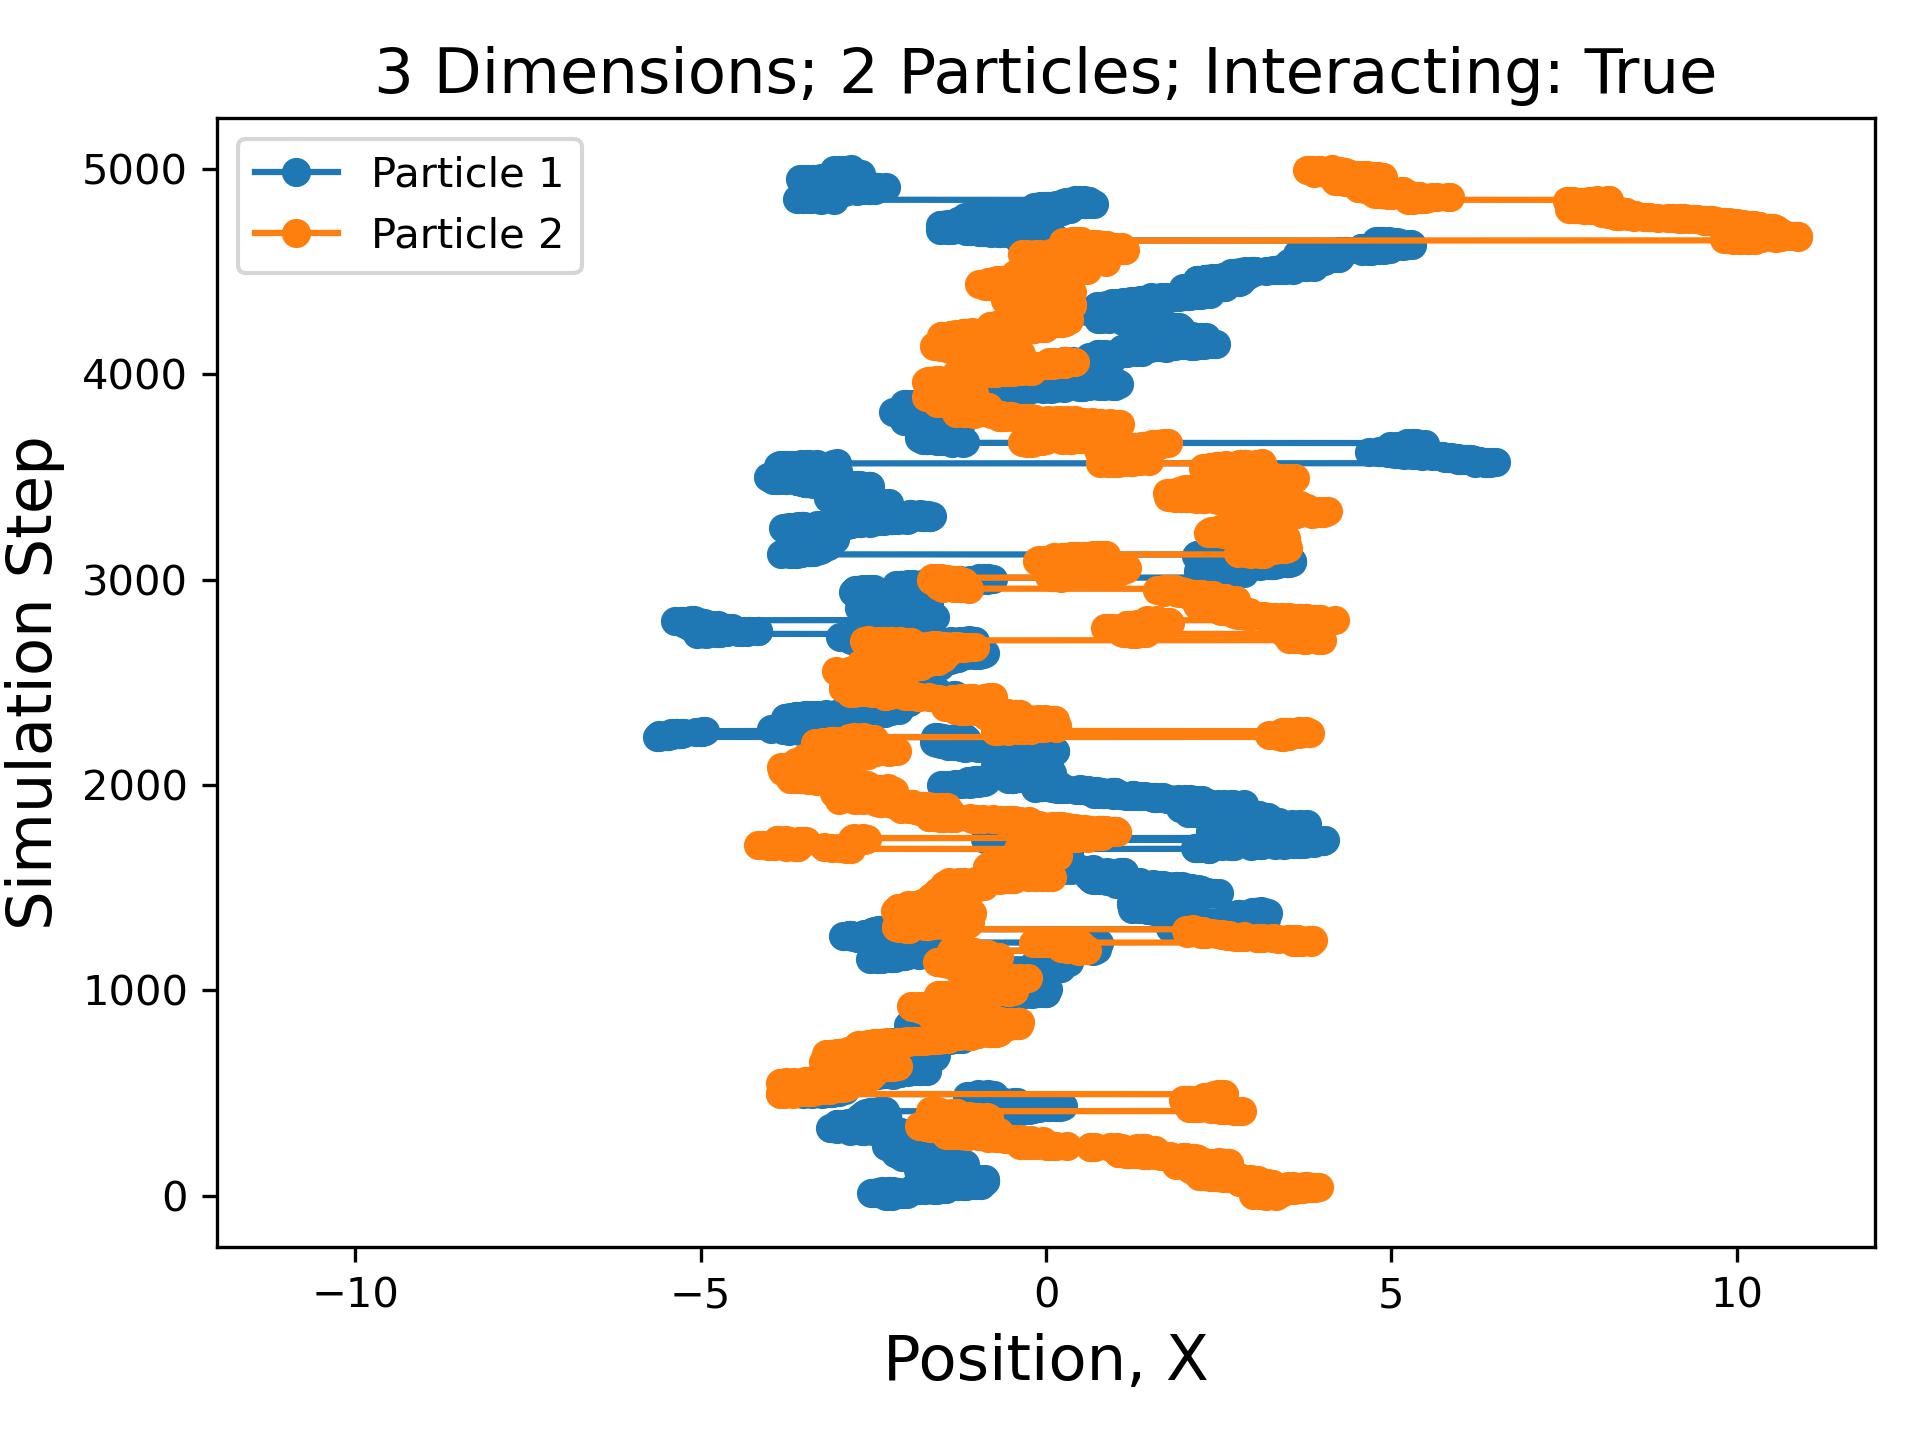 3 Dimensions; 2 Particles; Interacting: True
Particle 1
Particle 2
5000
4000
3000
2000
1000
0
Simulation Step
−10
−5
0
5
10
Position, X